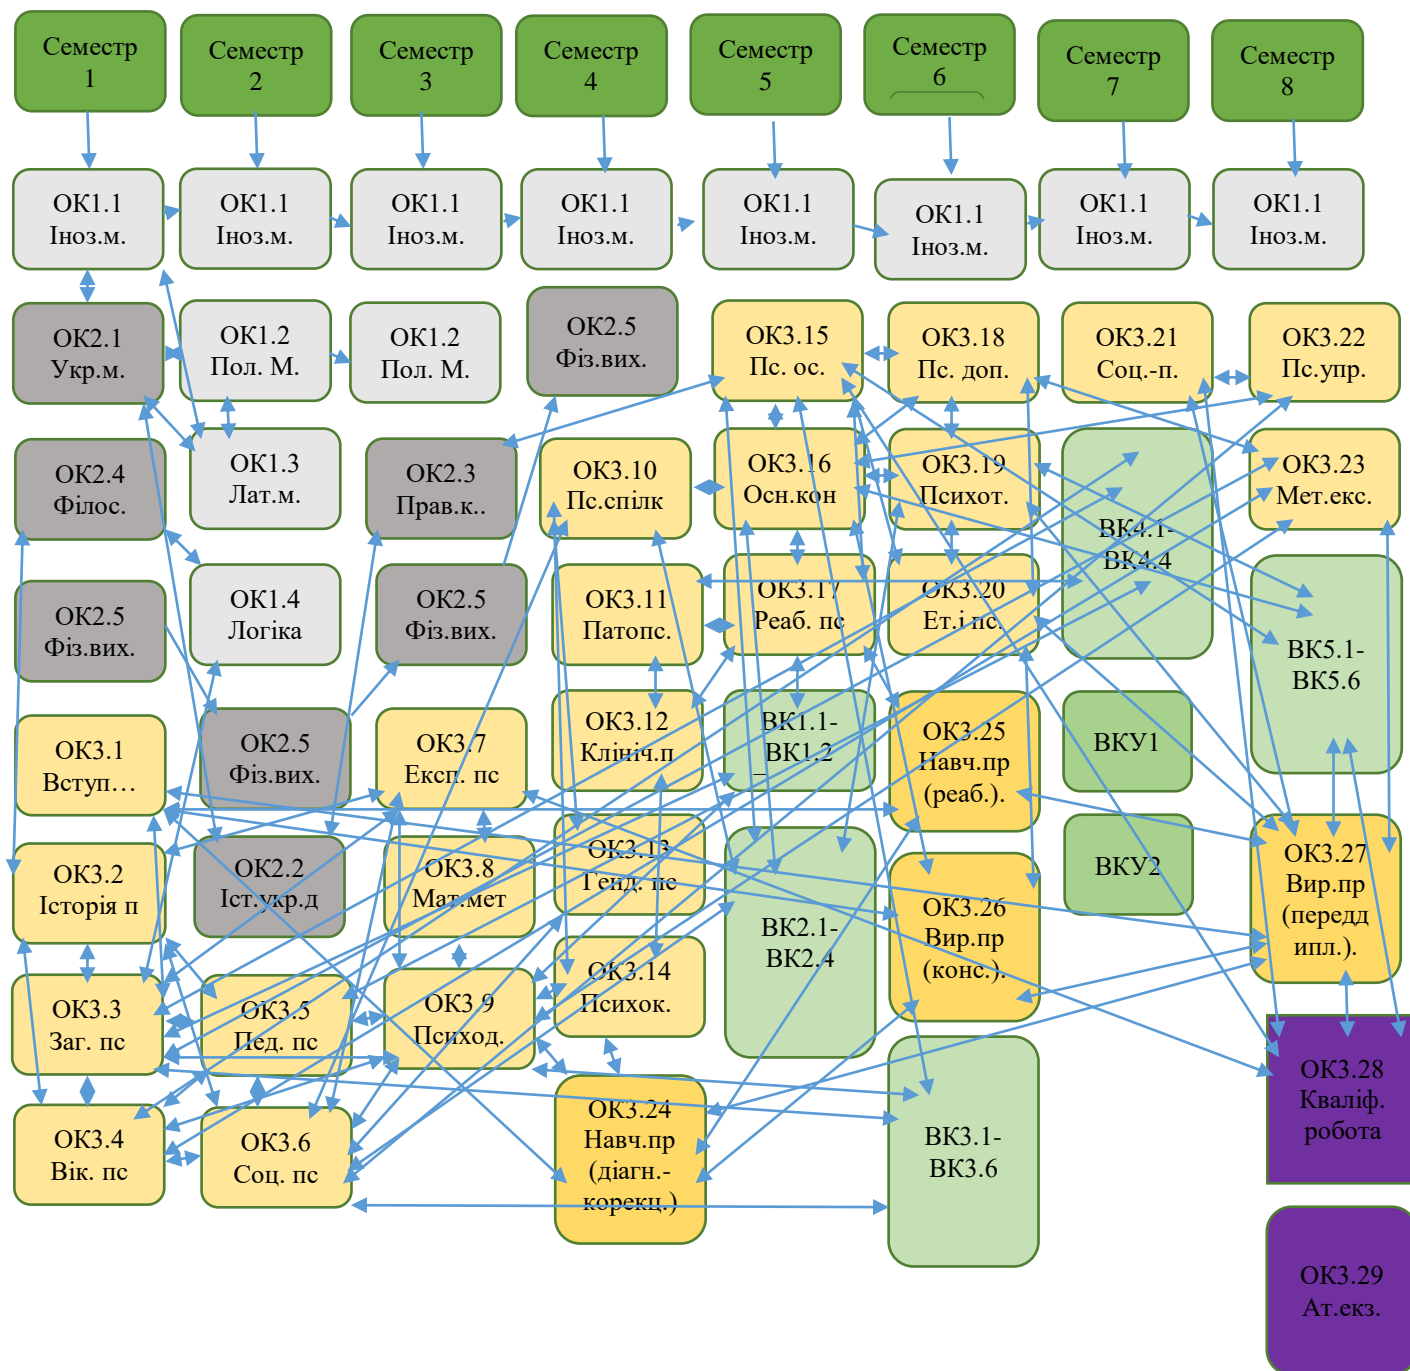 Семестр
1
Семестр
2
Семестр
3
Семестр
4
Семестр
5
Семестр
6
Семестр
7
Семестр
8
ОК1.1
Іноз.м.
ОК1.1
Іноз.м.
ОК1.1
Іноз.м.
ОК1.1
Іноз.м.
ОК1.1
Іноз.м.
ОК1.1
Іноз.м.
ОК1.1
Іноз.м.
ОК1.1
Іноз.м.
ОК2.1
Укр.м.
ОК1.2
Пол. М.
ОК1.2
Пол. М.
ОК2.5
Фіз.вих.
ОК3.15
Пс. ос.
ОК3.18
Пс. доп.
ОК3.21
Соц.-п.
ОК3.22
Пс.упр.
ОК2.4
Філос.
ОК1.3
Лат.м.
ОК2.3
Прав.к..
ОК3.10
Пс.спілк
ОК3.16
Осн.кон
ОК3.19
Психот.
ВК4.1-
ВК4.4
ОК3.23
Мет.екс.
ОК2.5
Фіз.вих.
ОК1.4
Логіка
ОК2.5
Фіз.вих.
ОК3.11
Патопс.
ОК3.17
Реаб. пс
ОК3.20
Ет.і пс.
ВК5.1-
ВК5.6
ОК3.1
Вступ…
ОК2.5
Фіз.вих.
ОК3.7
Експ. пс
ОК3.12
Клініч.п
ВК1.1-
_ВК1.2
ОК3.25
Навч.пр
(реаб.).
ВКУ1
ОК3.2
Історія п
ОК2.2
Іст.укр.д
ОК3.8
Мат.мет
ОК3.13
Генд. пс
ВК2.1-
ВК2.4
ОК3.26
Вир.пр
(конс.).
ВКУ2
ОК3.27
Вир.пр
(передд
ипл.).
ОК3.3
Заг. пс
ОК3.5
Пед. пс
ОК3.9
Психод.
ОК3.14
Психок.
ОК3.4
Вік. пс
ОК3.6
Соц. пс
ОК3.24
Навч.пр
(діагн.-
корекц.)
ВК3.1-
ВК3.6
ОК3.28
Кваліф.
робота
ОК3.29
Ат.екз.